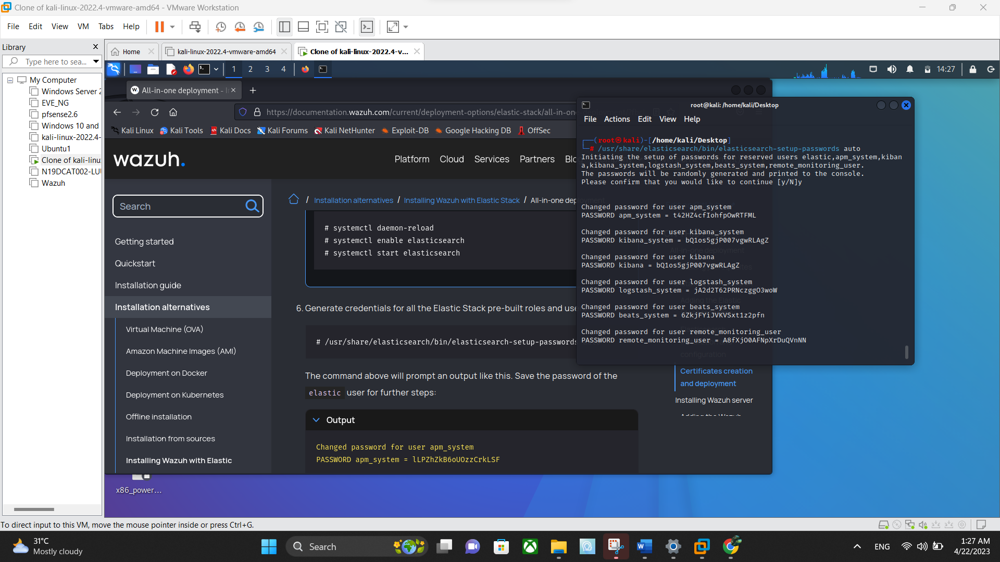 Clone of kali-linux-2022.4-vmware-amd64 - VMware Workstation
File Edit View VM Tabs Help
Library
Type here to sea...
My Computer
Windows Server 2
EVE_NG
pfsense2.6
Windows 10 and
kali-linux-2022.4-
Ubuntu1
Clone of kali-linu
N19DCAT002-LU
Wazuh
Home
kali-linux-2022.4-vmware-amd64
Clone of kali-linux-2022.4-v...
1 2 3 4
14:27
All-in-one deployment -
https://documentation.wazuh.com/current/deployment-options/elastic-stack/all-in-on
Kali Linux Kali Tools Kali Docs Kali Forums Kali NetHunter Exploit-DB Google Hacking DB OffSec
wazuh.
Platform Cloud Services Partners Blo
Search
Getting started
Quickstart
Installation guide
Installation alternatives
Virtual Machine (OVA)
Amazon Machine Images (AMI)
Deployment on Docker
Deployment on Kubernetes
Offline installation
Installation from sources
Installing Wazuh with Elastic
/ Installation alternatives / Installing Wazuh with Elastic Stack / All-in-one deployment
# systemctl daemon-reload
# systemctl enable elasticsearch
# systemctl start elasticsearch
6. Generate credentials for all the Elastic Stack pre-built roles and use
# /usr/share/elasticsearch/bin/elasticsearch-setup-passwords
The command above will prompt an output like this. Save the password of the
elastic user for further steps:
Output
Changed password for user apm_system
PASSWORD apm_system = lLPZhZkB6oUOzzCrkLSF
configuration
Certificates creation
and deployment
Installing Wazuh server
Adding the Wazuh
root@kali: /home/kali/Desktop
File Actions Edit View Help
(root㉿kali)-[/home/kali/Desktop]
# /usr/share/elasticsearch/bin/elasticsearch-setup-passwords auto
Initiating the setup of passwords for reserved users elastic,apm_system,kiban
a,kibana_system,logstash_system,beats_system,remote_monitoring_user.
The passwords will be randomly generated and printed to the console.
Please confirm that you would like to continue [y/N]y
Changed password for user apm_system
PASSWORD apm_system = t42HZ4cfIohfpOwRTFML
Changed password for user kibana_system
PASSWORD kibana_system = bQ1os5gjP007vgwRLAgZ
Changed password for user kibana
PASSWORD kibana = bQ1os5gjP007vgwRLAgZ
Changed password for user logstash_system
PASSWORD logstash_system = jA2d2T62PRNczggO3woW
Changed password for user beats_system
PASSWORD beats_system = 6ZkjFYiJVKVSxt1z2pfn
Changed password for user remote_monitoring_user
PASSWORD remote_monitoring_user = A8fXjO0AFNpXrDuQVnNN
x86_power...
To direct input to this VM, move the mouse pointer inside or press Ctrl+G.
31°C
Mostly cloudy
Search
ENG
1:27 AM
4/22/2023